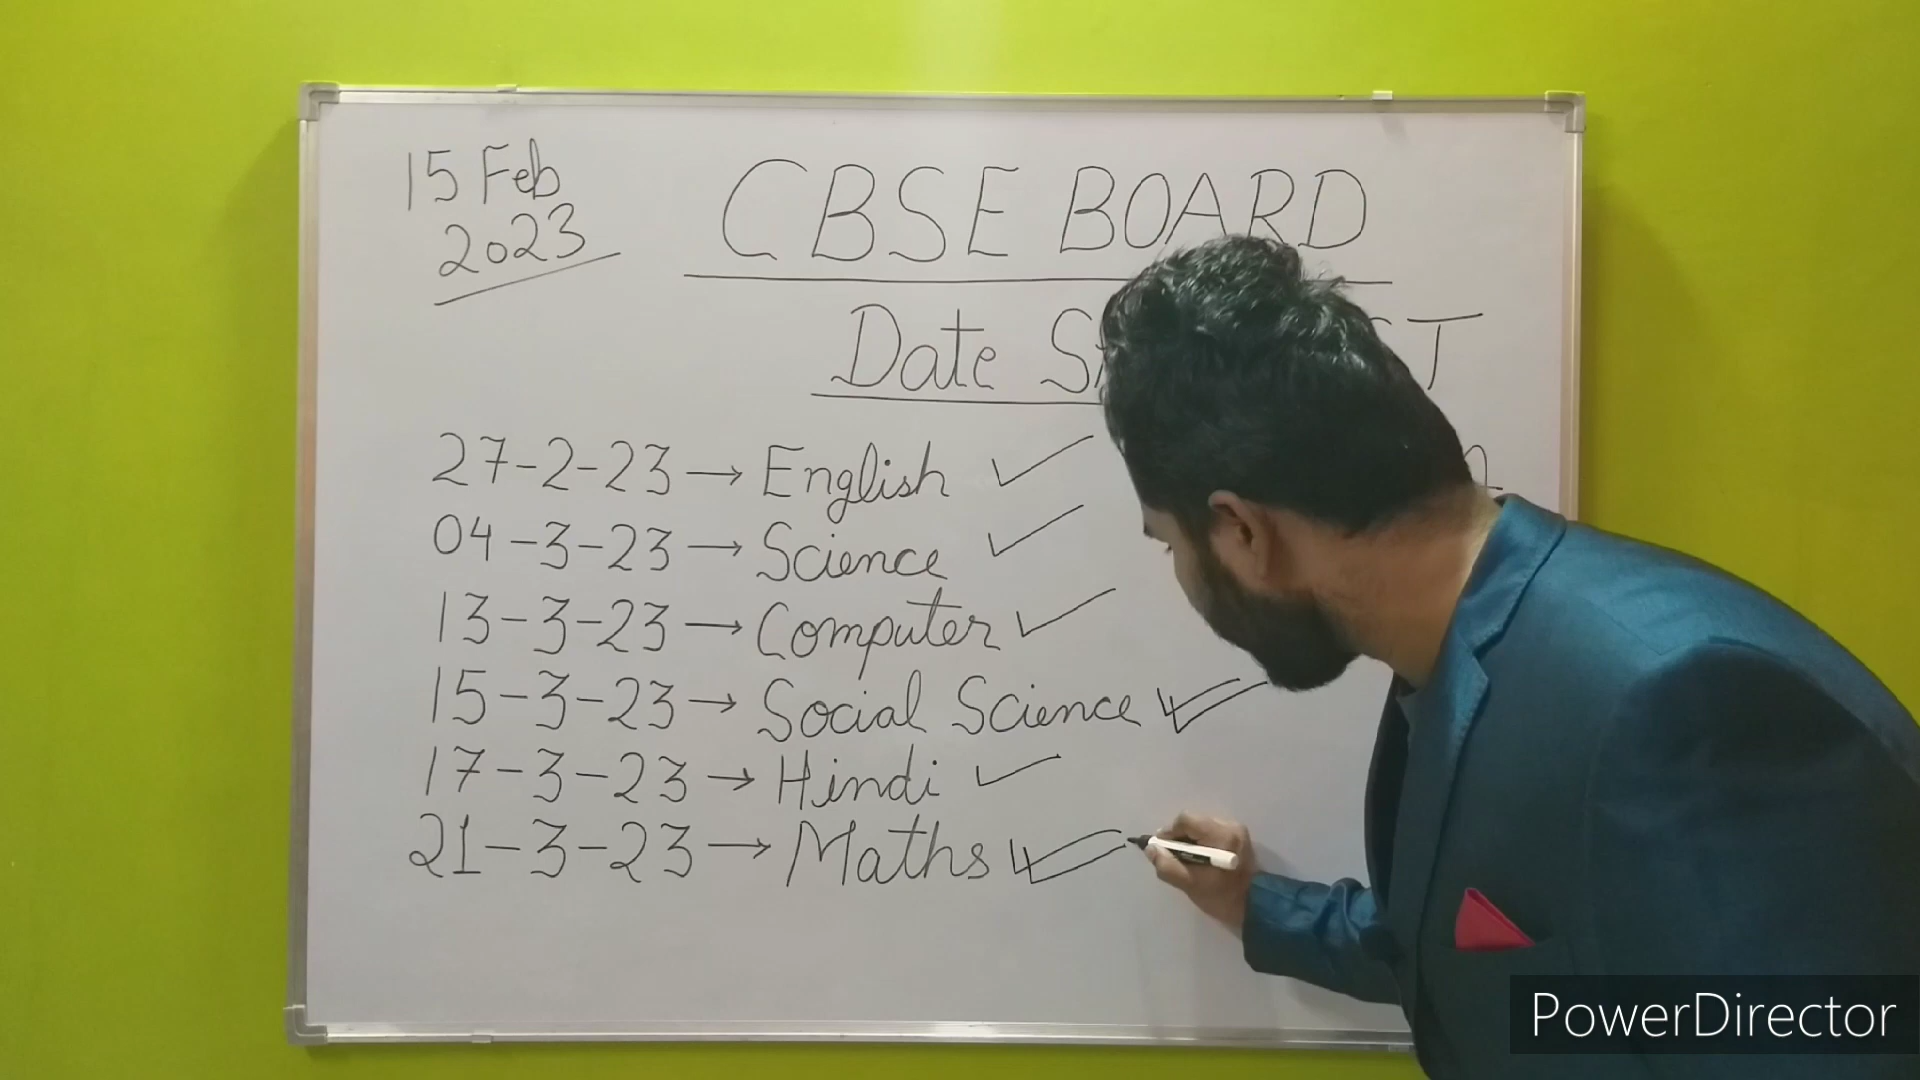 15 Feb
2023
CBSE BOARD
Date
27-2-23 → English ✓
04-3-23 → Science ✓
13-3-23 → Computer ✓
15-3-23 → Social Science ✓
17-3-23 → Hindi ✓
21-3-23 → Maths ✓
PowerDirector